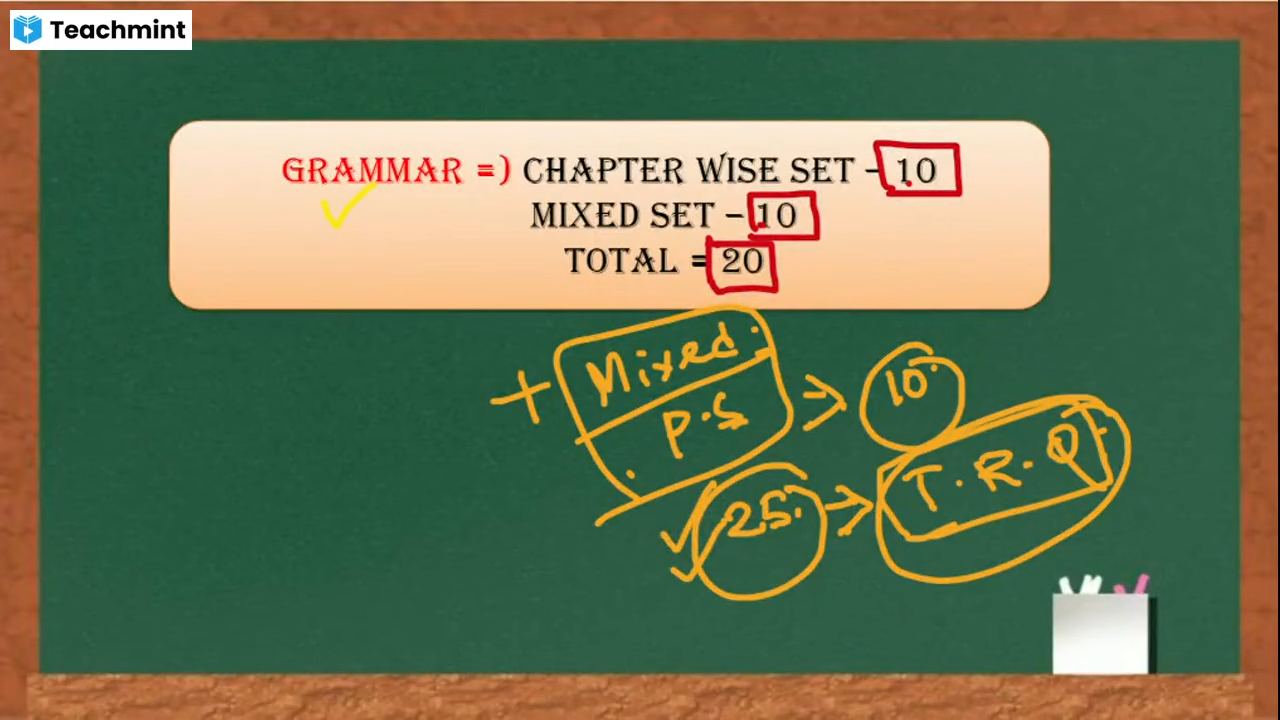 Teachmint
GRAMMAR =) CHAPTER WISE SET - 10
MIXED SET - 10
TOTAL = 20
+ Mixed. > 10.
P.S
25. → T.R.Q